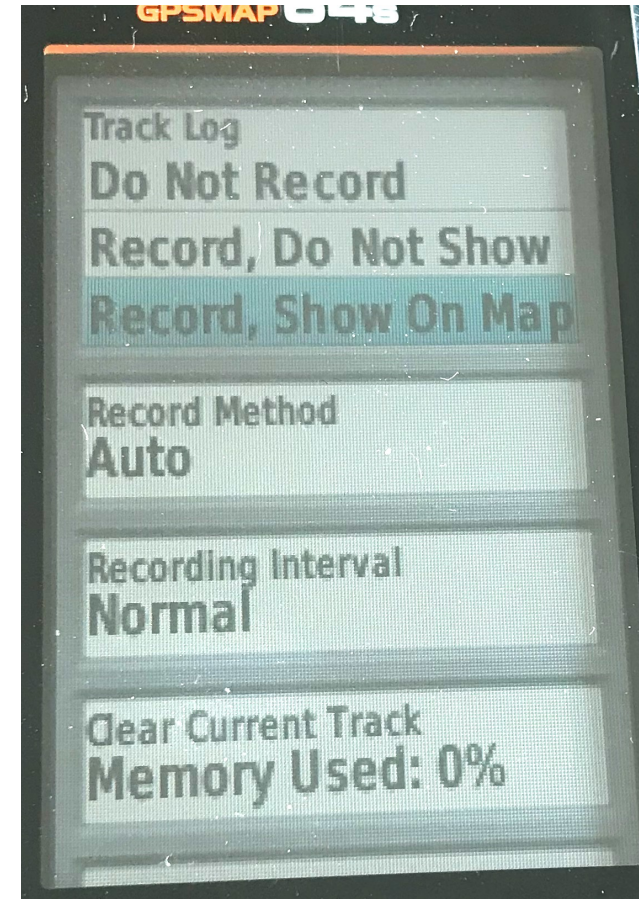 GPSMAP 64s
Track Log
Do Not Record
Record, Do Not Show
Record, Show On Map
Record Method
Auto
Recording Interval
Normal
Clear Current Track
Memory Used: 0%